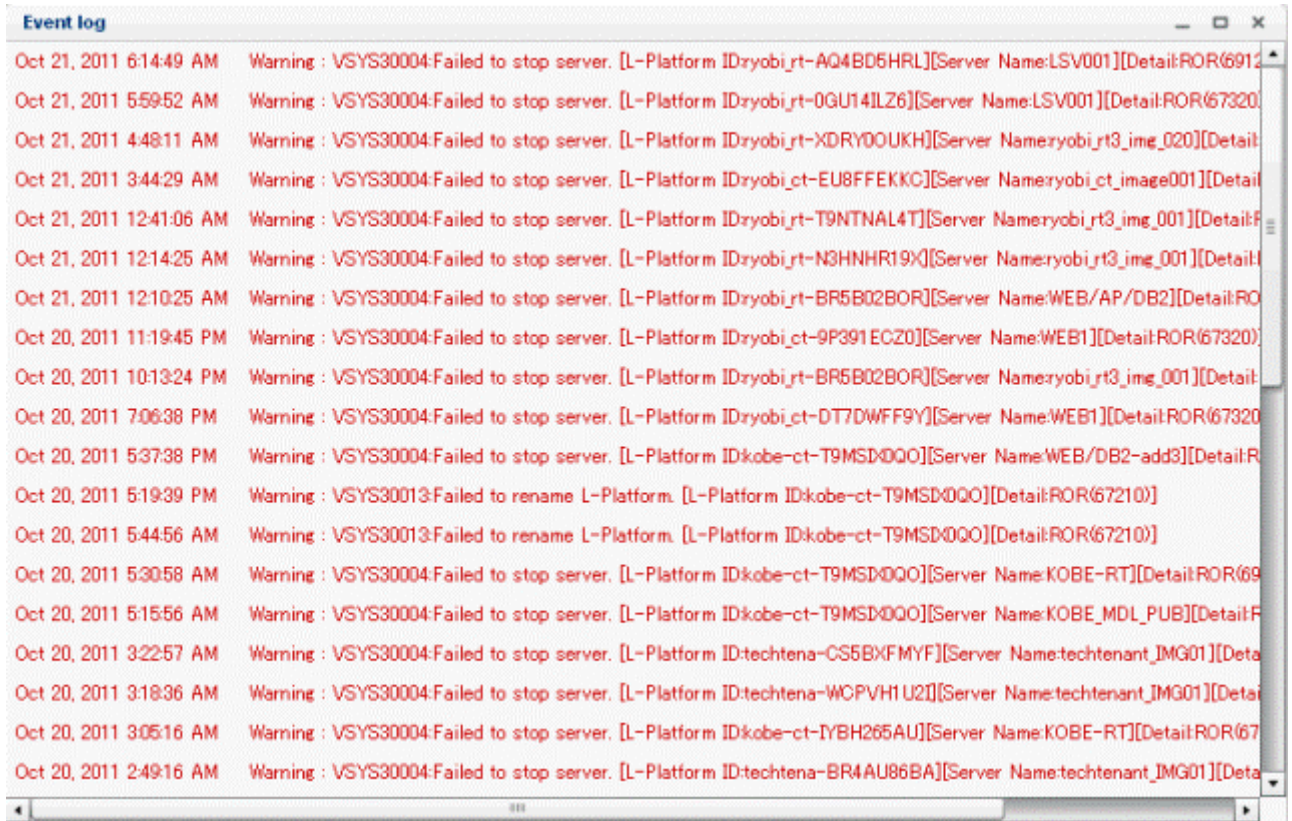 Event log
Oct 21, 2011 6:14:49 AM Warning : VSYS30004:Failed to stop server. [L-Platform ID:ryobi_rt-AQ4BD5HRL][Server Name:LSV001][Detail:ROR(6912
Oct 21, 2011 5:59:52 AM Warning : VSYS30004:Failed to stop server. [L-Platform ID:ryobi_rt-0GU14ILZ6][Server Name:LSV001][Detail:ROR(67320)
Oct 21, 2011 4:48:11 AM Warning : VSYS30004:Failed to stop server. [L-Platform ID:ryobi_rt-XDRY0OUKH][Server Name:ryobi_rt3_img_020][Detail:
Oct 21, 2011 3:44:29 AM Warning : VSYS30004:Failed to stop server. [L-Platform ID:ryobi_ct-EU8FFEKKC][Server Name:ryobi_ct_image001][Detail
Oct 21, 2011 12:41:06 AM Warning : VSYS30004:Failed to stop server. [L-Platform ID:ryobi_rt-T9NTNAL4T][Server Name:ryobi_rt3_img_001][Detail:R
Oct 21, 2011 12:14:25 AM Warning : VSYS30004:Failed to stop server. [L-Platform ID:ryobi_rt-N3HNHR19X][Server Name:ryobi_rt3_img_001][Detail:
Oct 21, 2011 12:10:25 AM Warning : VSYS30004:Failed to stop server. [L-Platform ID:ryobi_rt-BR5B02BOR][Server Name:WEB/AP/DB2][Detail:RO
Oct 20, 2011 11:19:45 PM Warning : VSYS30004:Failed to stop server. [L-Platform ID:ryobi_ct-9P391ECZ0][Server Name:WEB1][Detail:ROR(67320)]
Oct 20, 2011 10:13:24 PM Warning : VSYS30004:Failed to stop server. [L-Platform ID:ryobi_rt-BR5B02BOR][Server Name:ryobi_rt3_img_001][Detail:
Oct 20, 2011 7:06:38 PM Warning : VSYS30004:Failed to stop server. [L-Platform ID:ryobi_ct-DT7DWFF9Y][Server Name:WEB1][Detail:ROR(67320
Oct 20, 2011 5:37:38 PM Warning : VSYS30004:Failed to stop server. [L-Platform ID:kobe-ct-T9MSIX0QO][Server Name:WEB/DB2-add3][Detail:R
Oct 20, 2011 5:19:39 PM Warning : VSYS30013:Failed to rename L-Platform. [L-Platform ID:kobe-ct-T9MSIX0QO][Detail:ROR(67210)]
Oct 20, 2011 5:44:56 AM Warning : VSYS30013:Failed to rename L-Platform. [L-Platform ID:kobe-ct-T9MSIX0QO][Detail:ROR(67210)]
Oct 20, 2011 5:30:58 AM Warning : VSYS30004:Failed to stop server. [L-Platform ID:kobe-ct-T9MSIX0QO][Server Name:KOBE-RT][Detail:ROR(69
Oct 20, 2011 5:15:56 AM Warning : VSYS30004:Failed to stop server. [L-Platform ID:kobe-ct-T9MSIX0QO][Server Name:KOBE_MDL_PUB][Detail:R
Oct 20, 2011 3:22:57 AM Warning : VSYS30004:Failed to stop server. [L-Platform ID:techtena-CS5BXFMYF][Server Name:techtenant_IMG01][Deta
Oct 20, 2011 3:18:36 AM Warning : VSYS30004:Failed to stop server. [L-Platform ID:techtena-WCPVH1U2I][Server Name:techtenant_IMG01][Detai
Oct 20, 2011 3:05:16 AM Warning : VSYS30004:Failed to stop server. [L-Platform ID:kobe-ct-IYBH265AU][Server Name:KOBE-RT][Detail:ROR(67
Oct 20, 2011 2:49:16 AM Warning : VSYS30004:Failed to stop server. [L-Platform ID:techtena-BR4AU86BA][Server Name:techtenant_IMG01][Deta